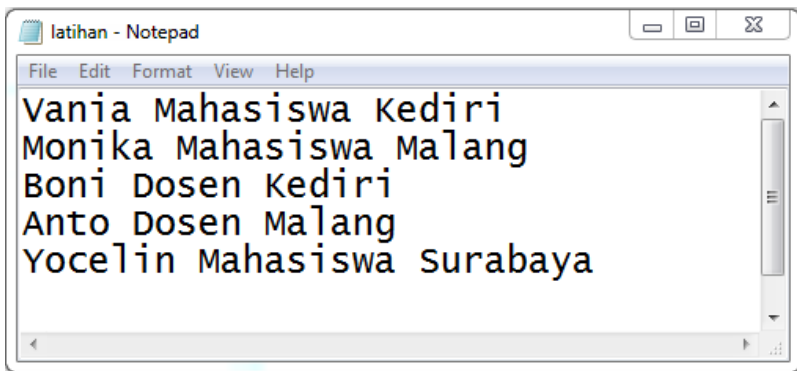 latihan - Notepad
File Edit Format View Help
Vania Mahasiswa Kediri
Monika Mahasiswa Malang
Boni Dosen Kediri
Anto Dosen Malang
Yocelin Mahasiswa Surabaya